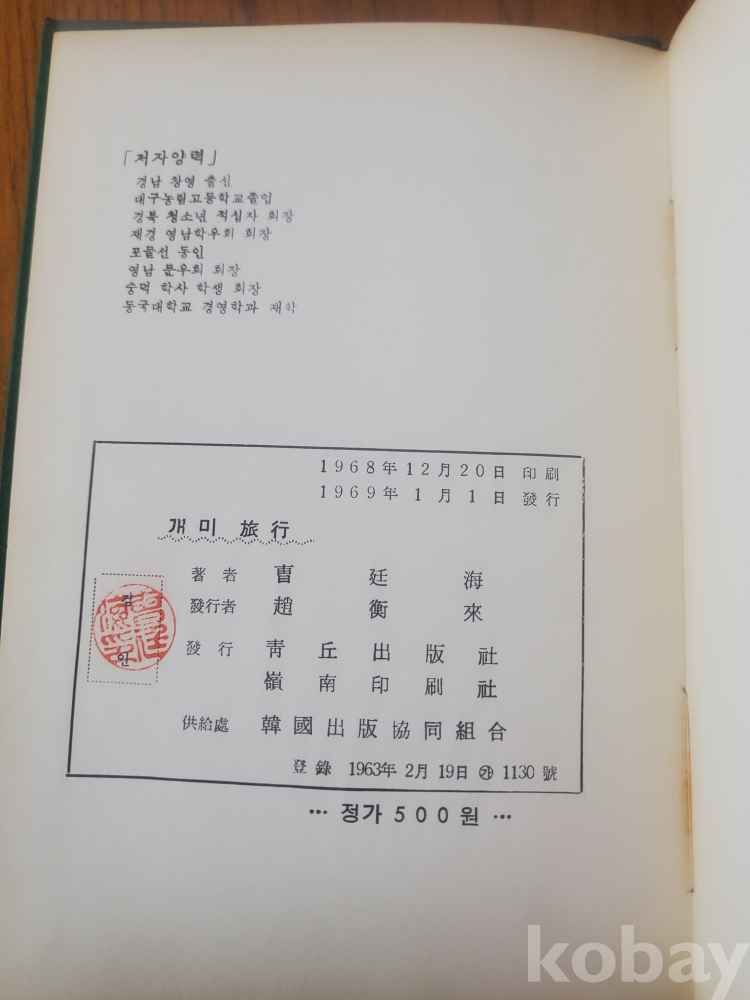 「저자양력」
경남 창영 출신
대구농림고등학교졸업
경북 청소년 적십자 회장
재경 영남학우회 회장
포플선 동인
영남 문우회 회장
숭덕 학사 학생 회장
동국대학교 경영학과 재학
1968年 12月 20日 印刷
1969年 1月 1日 發行
개미 旅行
著者 曺廷海
發行者 趙衡來
發行 靑丘出版社
嶺南印刷社
供給處 韓國出版協同組合
登錄 1963年 2月 19日 ㉮ 1130 號
검인
… 정가 500원 …
kobay